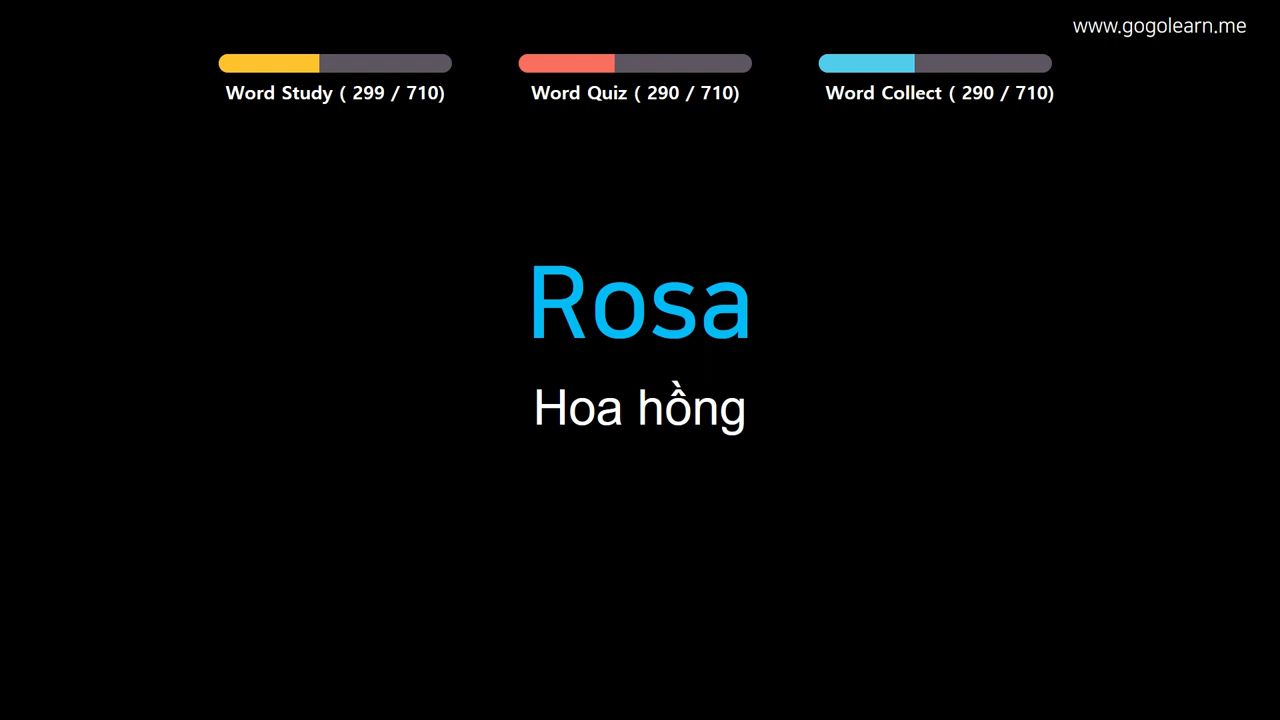 www.gogolearn.me
Word Study ( 299 / 710)
Word Quiz ( 290 / 710)
Word Collect ( 290 / 710)
Rosa
Hoa hồng